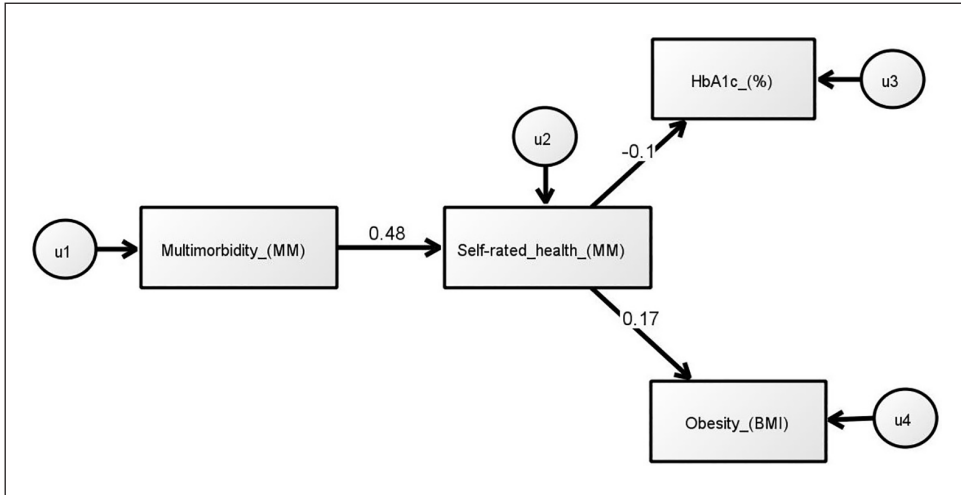 HbA1c_(%)
u3
u2
-0.1
u1
Multimorbidity_(MM)
0.48
Self-rated_health_(MM)
0.17
Obesity_(BMI)
u4